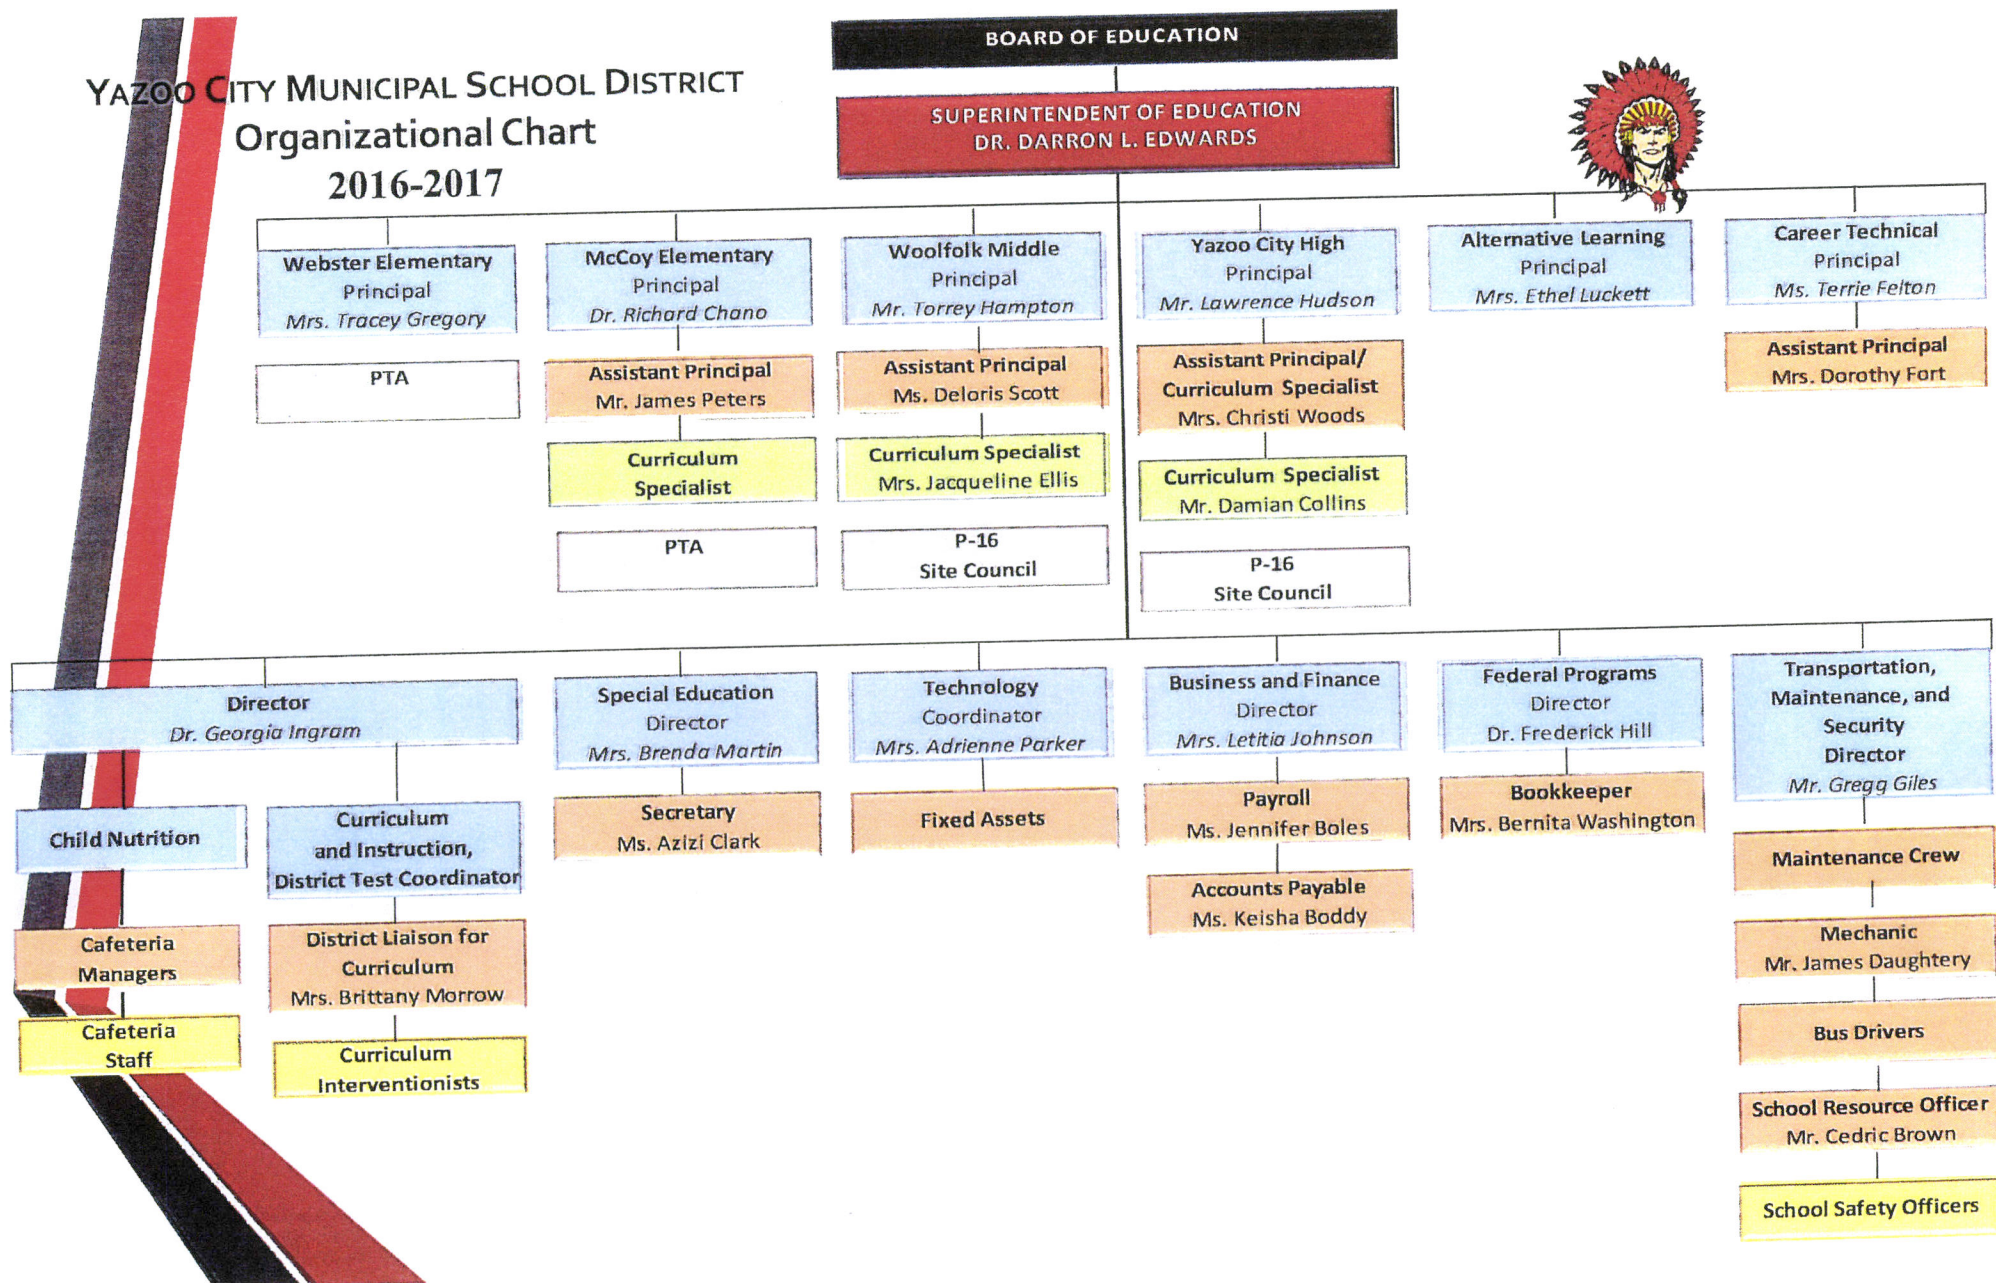 YAZOO CITY MUNICIPAL SCHOOL DISTRICT
Organizational Chart
2016-2017
BOARD OF EDUCATION
SUPERINTENDENT OF EDUCATION
DR. DARRON L. EDWARDS
Webster Elementary
Principal
Mrs. Tracey Gregory
PTA
McCoy Elementary
Principal
Dr. Richard Chano
Assistant Principal
Mr. James Peters
Curriculum
Specialist
PTA
Woolfolk Middle
Principal
Mr. Torrey Hampton
Assistant Principal
Ms. Deloris Scott
Curriculum Specialist
Mrs. Jacqueline Ellis
P-16
Site Council
Yazoo City High
Principal
Mr. Lawrence Hudson
Assistant Principal/
Curriculum Specialist
Mrs. Christi Woods
Curriculum Specialist
Mr. Damian Collins
P-16
Site Council
Alternative Learning
Principal
Mrs. Ethel Luckett
Career Technical
Principal
Ms. Terrie Felton
Assistant Principal
Mrs. Dorothy Fort
Director
Dr. Georgia Ingram
Child Nutrition
Cafeteria
Managers
Cafeteria
Staff
Curriculum
and Instruction,
District Test Coordinator
District Liaison for
Curriculum
Mrs. Brittany Morrow
Curriculum
Interventionists
Special Education
Director
Mrs. Brenda Martin
Secretary
Ms. Azizi Clark
Technology
Coordinator
Mrs. Adrienne Parker
Fixed Assets
Business and Finance
Director
Mrs. Letitia Johnson
Payroll
Ms. Jennifer Boles
Accounts Payable
Ms. Keisha Boddy
Federal Programs
Director
Dr. Frederick Hill
Bookkeeper
Mrs. Bernita Washington
Transportation,
Maintenance, and
Security
Director
Mr. Gregg Giles
Maintenance Crew
Mechanic
Mr. James Daughtery
Bus Drivers
School Resource Officer
Mr. Cedric Brown
School Safety Officers